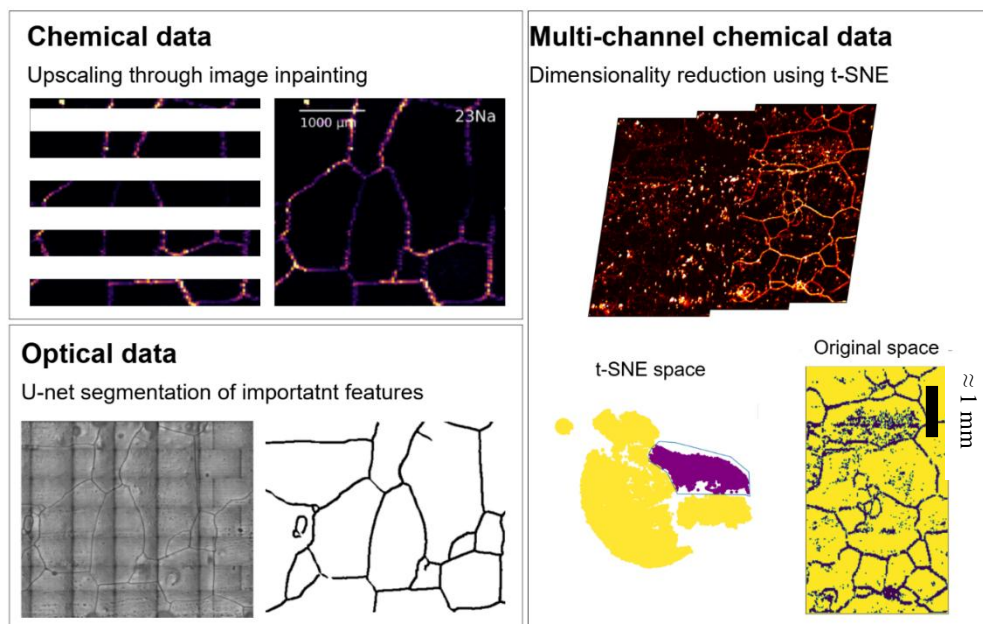 Chemical data
Upscaling through image inpainting
1000 μm
23Na
Optical data
U-net segmentation of importatnt features
Multi-channel chemical data
Dimensionality reduction using t-SNE
t-SNE space
Original space
≈ 1 mm